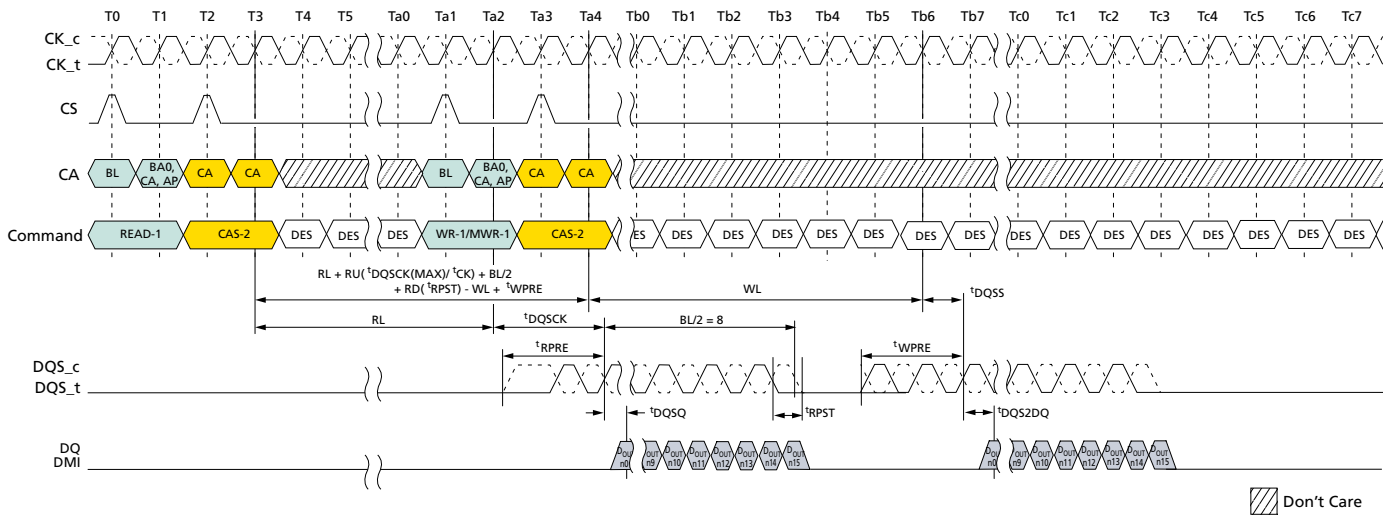 T0 T1 T2 T3 T4 T5 Ta0 Ta1 Ta2 Ta3 Ta4 Tb0 Tb1 Tb2 Tb3 Tb4 Tb5 Tb6 Tb7 Tc0 Tc1 Tc2 Tc3 Tc4 Tc5 Tc6 Tc7
CK_c
CK_t
CS
CA
BL
BA0,
CA, AP
CA
CA
BL
BA0,
CA, AP
CA
CA
Command
READ-1 CAS-2 DES DES DES WR-1/MWR-1 CAS-2 ES DES DES DES DES DES DES DES DES DES DES DES DES DES DES DES
RL + RU( tDQSCK(MAX)/ tCK) + BL/2
+ RD( tRPST) - WL + tWPRE
WL
tDQSS
RL
tDQSCK
BL/2 = 8
tRPRE
tWPRE
DQS_c
DQS_t
tDQSQ
tRPST
tDQS2DQ
DQ
DMI
DOUT DOUT DOUT DOUT DOUT DOUT DOUT DOUT
n0 n9 n10 n11 n12 n13 n14 n15
DOUT DOUT DOUT DOUT DOUT DOUT DOUT DOUT
n0 n9 n10 n11 n12 n13 n14 n15
Don't Care